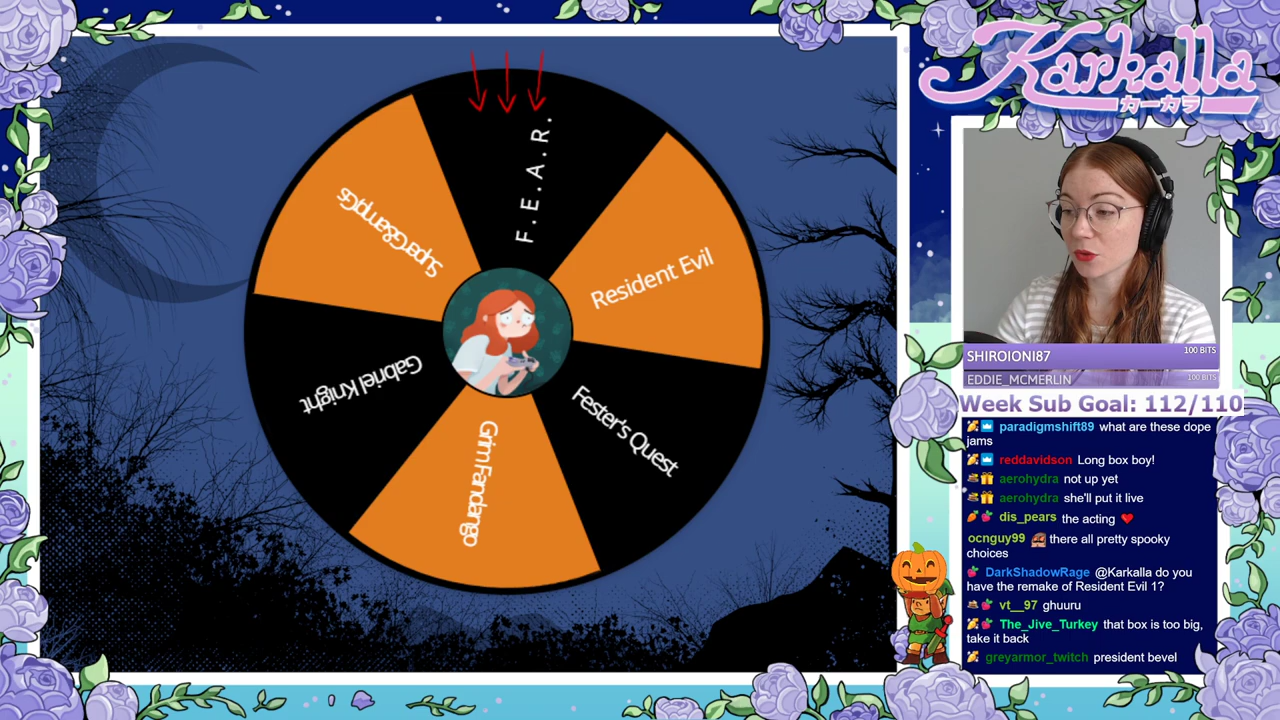 Karkalla
カーカラ
F.E.A.R.
Resident Evil
Fester's Quest
Grim Fandango
Gabriel Knight
SHIROIONI87 100 BITS
EDDIE_MCMERLIN 100 BITS
Week Sub Goal: 112/110
paradigmshift89 what are these dope
jams
reddavidson Long box boy!
aerohydra not up yet
aerohydra she'll put it live
dis_pears the acting
ocnguy99 there all pretty spooky
choices
DarkShadowRage @Karkalla do you
have the remake of Resident Evil 1?
vt__97 ghuuru
The_Jive_Turkey that box is too big,
take it back
greyarmor_twitch president bevel